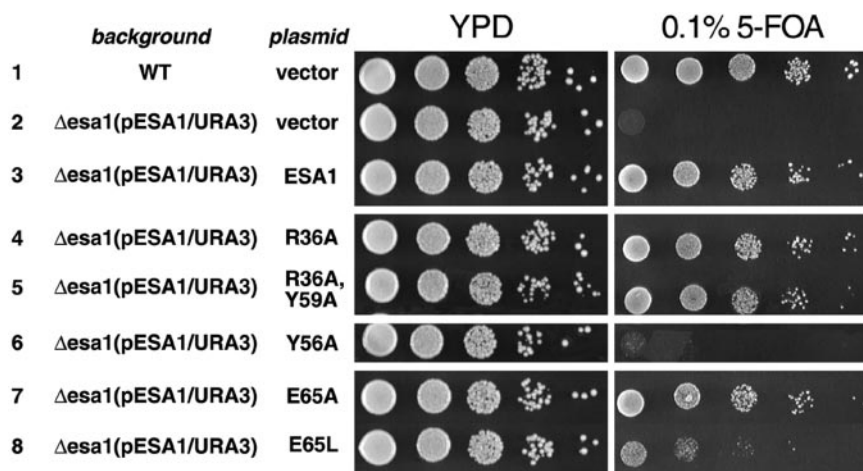 background plasmid YPD 0.1% 5-FOA
1 WT vector
2 Δesa1(pESA1/URA3) vector
3 Δesa1(pESA1/URA3) ESA1
4 Δesa1(pESA1/URA3) R36A
5 Δesa1(pESA1/URA3) R36A,
Y59A
6 Δesa1(pESA1/URA3) Y56A
7 Δesa1(pESA1/URA3) E65A
8 Δesa1(pESA1/URA3) E65L